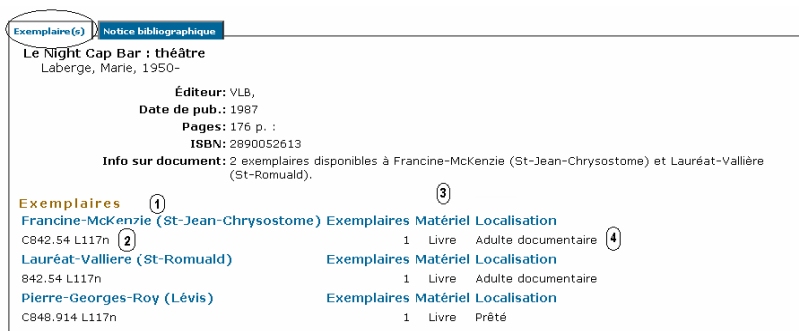 Exemplaire(s) Notice bibliographique
Le Night Cap Bar : théâtre
Laberge, Marie, 1950-
Éditeur: VLB,
Date de pub.: 1987
Pages: 176 p. :
ISBN: 2890052613
Info sur document: 2 exemplaires disponibles à Francine-McKenzie (St-Jean-Chrysostome) et Lauréat-Vallière
(St-Romuald).
Exemplaires 1 3
Francine-McKenzie (St-Jean-Chrysostome) Exemplaires Matériel Localisation
C842.54 L117n 2 1 Livre Adulte documentaire 4
Lauréat-Valliere (St-Romuald) Exemplaires Matériel Localisation
842.54 L117n 1 Livre Adulte documentaire
Pierre-Georges-Roy (Lévis) Exemplaires Matériel Localisation
C848.914 L117n 1 Livre Prêté